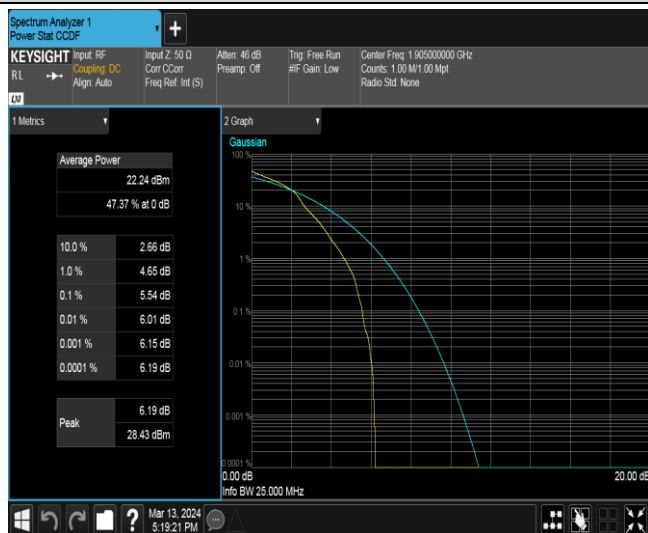 Spectrum Analyzer 1
Power Stat CCDF
+
KEYSIGHT
RL
LXI
Input: RF
Coupling: DC
Align: Auto
Input Z: 50 Ω
Corr CCorr
Freq Ref: Int (S)
Atten: 46 dB
Preamp: Off
Trig: Free Run
#IF Gain: Low
Center Freq: 1.905000000 GHz
Counts: 1.00 M/1.00 Mpt
Radio Std: None
1 Metrics
Average Power
22.24 dBm
47.37 % at 0 dB
10.0 % 2.66 dB
1.0 % 4.65 dB
0.1 % 5.54 dB
0.01 % 6.01 dB
0.001 % 6.15 dB
0.0001 % 6.19 dB
Peak
6.19 dB
28.43 dBm
2 Graph
Gaussian
100 %
10 %
1 %
0.1 %
0.01 %
0.001 %
0.0001 %
0.00 dB 20.00 dB
Info BW 25.000 MHz
?
Mar 13, 2024
5:19:21 PM